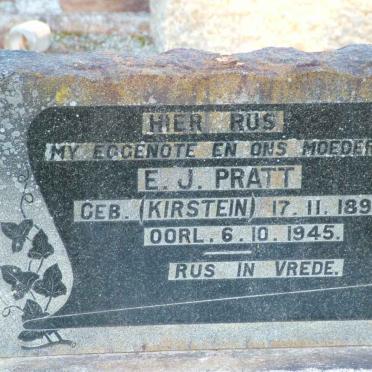 HIER RUS
MY EGGENOTE EN ONS MOEDER
E. J. PRATT
GEB. (KIRSTEIN) 17. 11. 189
OORL. 6. 10. 1945.
RUS IN VREDE.